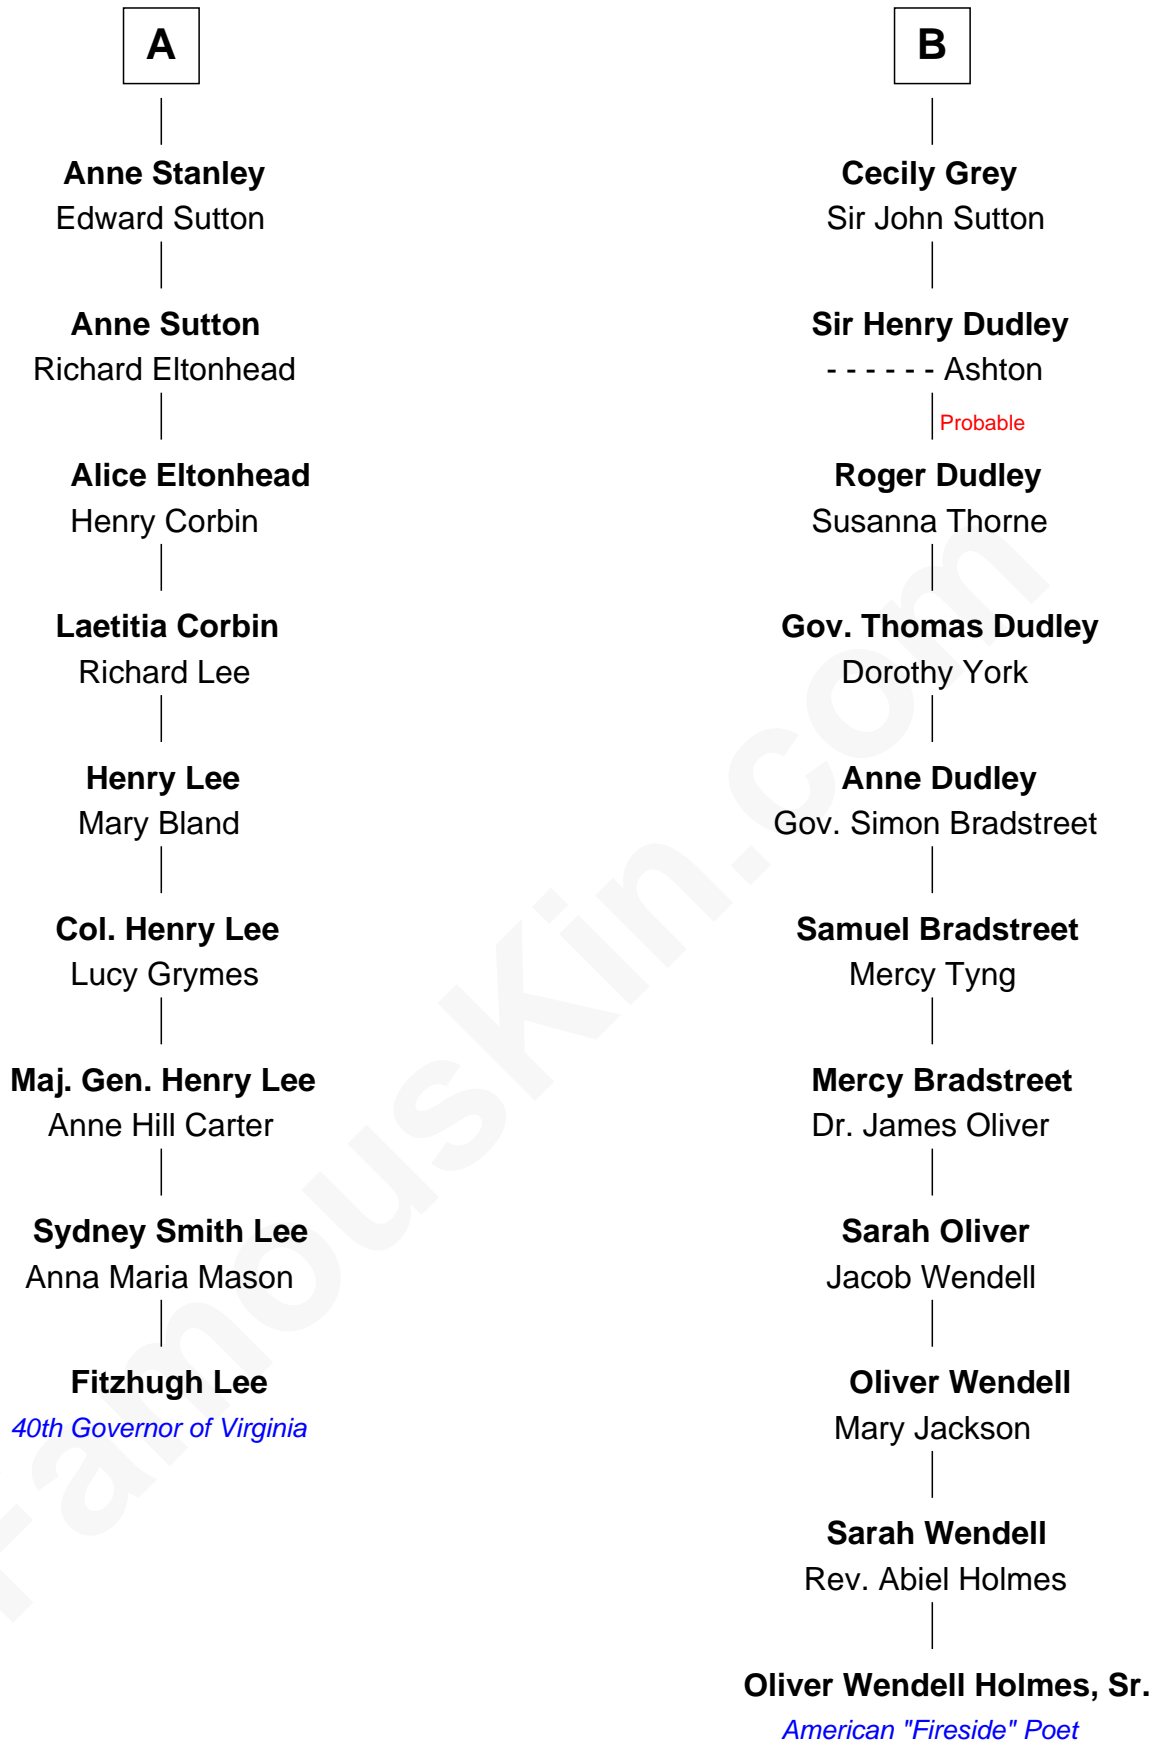 A
Anne Stanley
Edward Sutton
Anne Sutton
Richard Eltonhead
Alice Eltonhead
Henry Corbin
Laetitia Corbin
Richard Lee
Henry Lee
Mary Bland
Col. Henry Lee
Lucy Grymes
Maj. Gen. Henry Lee
Anne Hill Carter
Sydney Smith Lee
Anna Maria Mason
Fitzhugh Lee
40th Governor of Virginia
B
Cecily Grey
Sir John Sutton
Sir Henry Dudley
- - - - - - Ashton
Probable
Roger Dudley
Susanna Thorne
Gov. Thomas Dudley
Dorothy York
Anne Dudley
Gov. Simon Bradstreet
Samuel Bradstreet
Mercy Tyng
Mercy Bradstreet
Dr. James Oliver
Sarah Oliver
Jacob Wendell
Oliver Wendell
Mary Jackson
Sarah Wendell
Rev. Abiel Holmes
Oliver Wendell Holmes, Sr.
American "Fireside" Poet
FamousKin.com